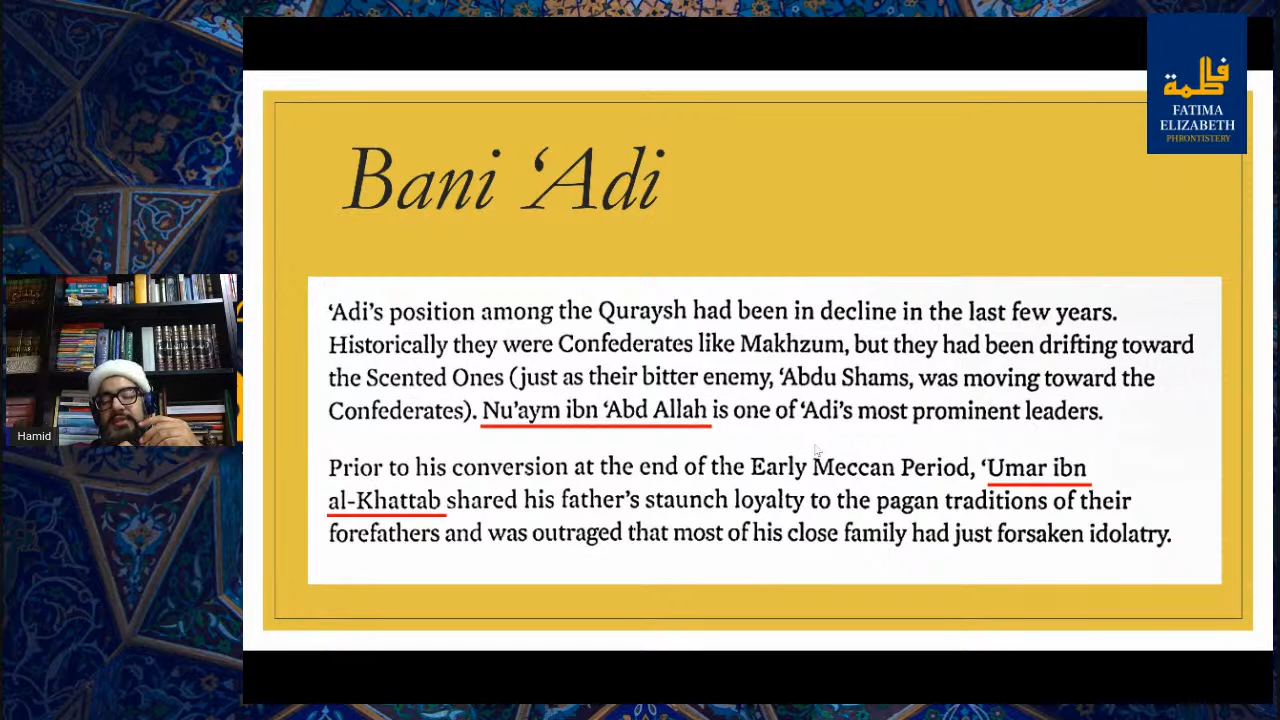 فاطمة
FATIMA
ELIZABETH
PHRONTISTERY
Bani ‘Adi
‘Adi’s position among the Quraysh had been in decline in the last few years.
Historically they were Confederates like Makhzum, but they had been drifting toward
the Scented Ones (just as their bitter enemy, ‘Abdu Shams, was moving toward the
Confederates). Nu’aym ibn ‘Abd Allah is one of ‘Adi’s most prominent leaders.
Prior to his conversion at the end of the Early Meccan Period, ‘Umar ibn
al-Khattab shared his father’s staunch loyalty to the pagan traditions of their
forefathers and was outraged that most of his close family had just forsaken idolatry.
Hamid